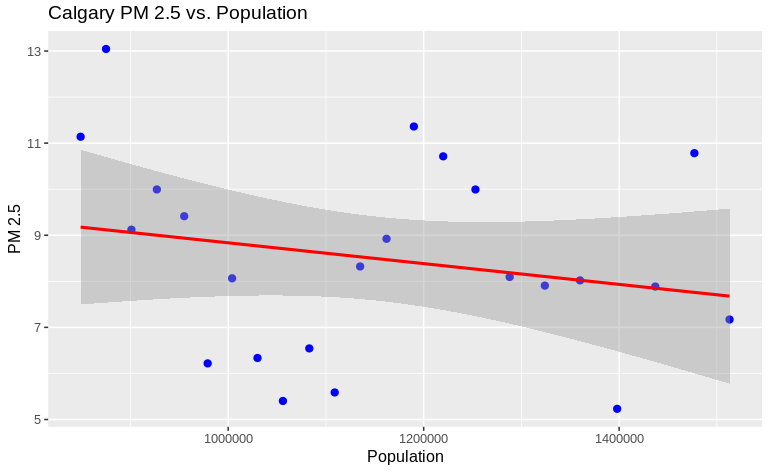 Calgary PM 2.5 vs. Population
13
11
9
7
5
PM 2.5
1000000 1200000 1400000
Population